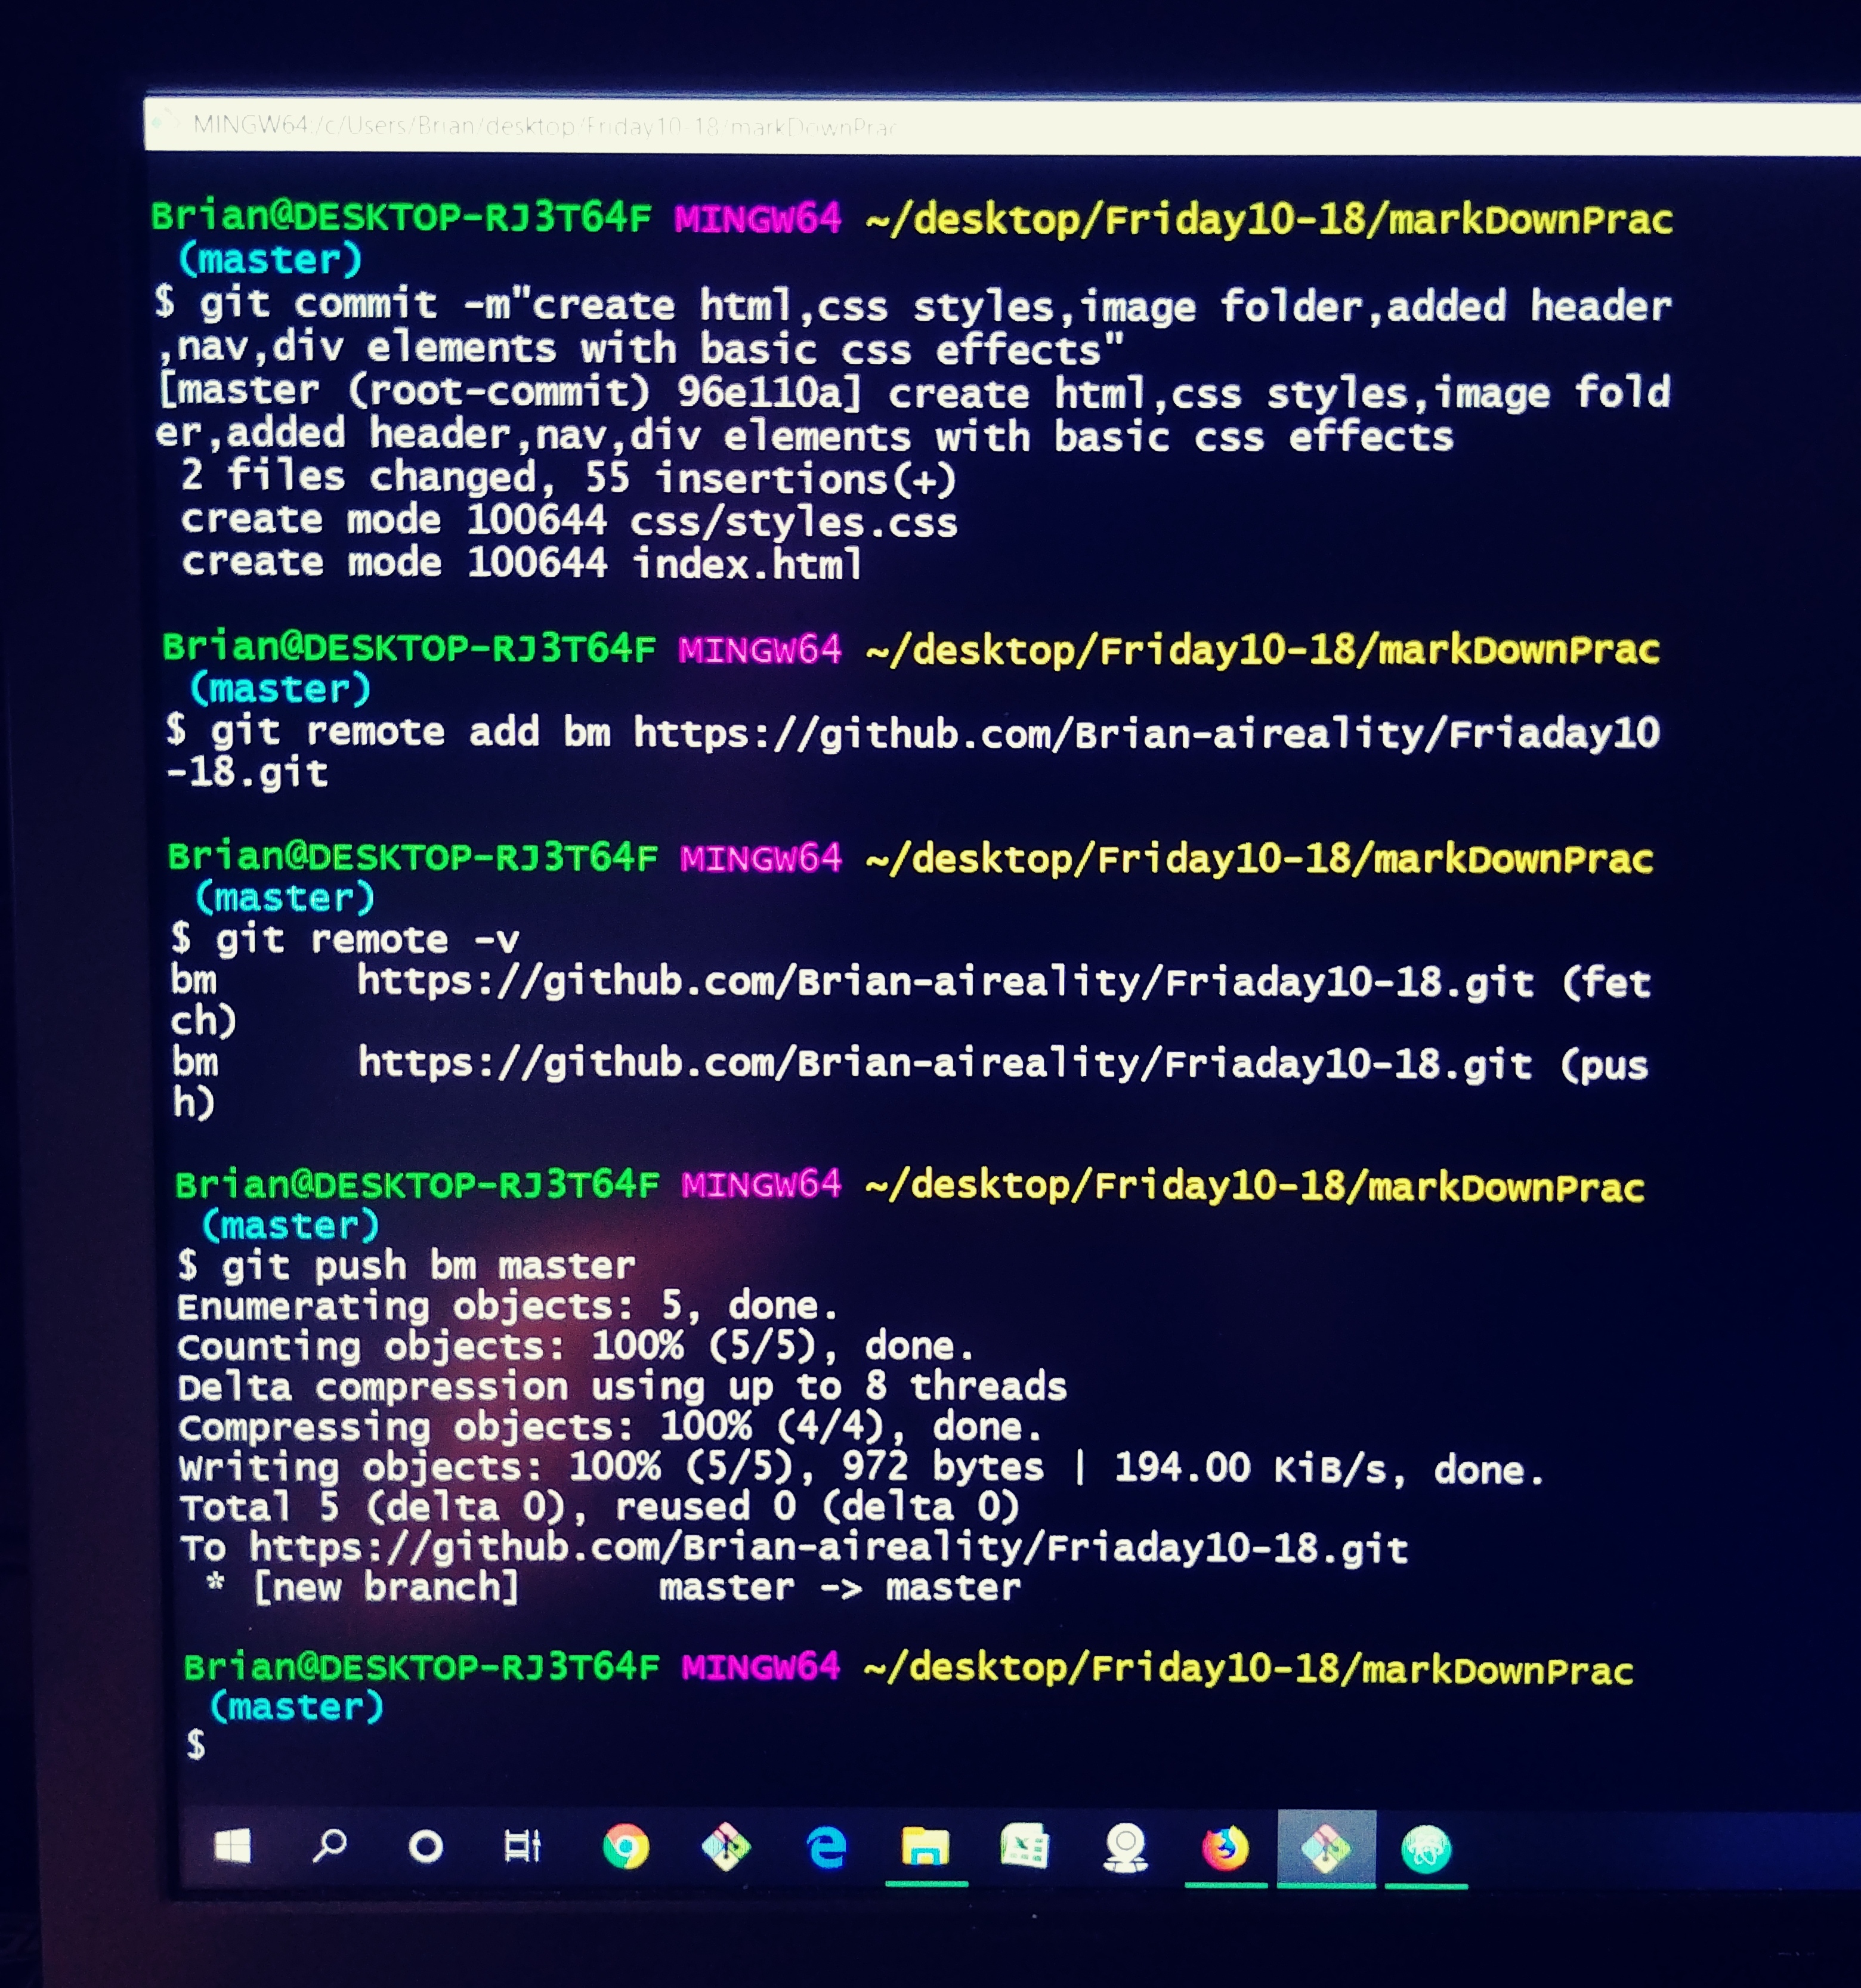 MINGW64:/c/Users/Brian/desktop/Friday10-18/markDownPrac
Brian@DESKTOP-RJ3T64F MINGW64 ~/desktop/Friday10-18/markDownPrac
(master)
$ git commit -m"create html,css styles,image folder,added header
,nav,div elements with basic css effects"
[master (root-commit) 96e110a] create html,css styles,image fold
er,added header,nav,div elements with basic css effects
2 files changed, 55 insertions(+)
create mode 100644 css/styles.css
create mode 100644 index.html
Brian@DESKTOP-RJ3T64F MINGW64 ~/desktop/Friday10-18/markDownPrac
(master)
$ git remote add bm https://github.com/Brian-aireality/Friaday10
-18.git
Brian@DESKTOP-RJ3T64F MINGW64 ~/desktop/Friday10-18/markDownPrac
(master)
$ git remote -v
bm https://github.com/Brian-aireality/Friaday10-18.git (fet
ch)
bm https://github.com/Brian-aireality/Friaday10-18.git (pus
h)
Brian@DESKTOP-RJ3T64F MINGW64 ~/desktop/Friday10-18/markDownPrac
(master)
$ git push bm master
Enumerating objects: 5, done.
Counting objects: 100% (5/5), done.
Delta compression using up to 8 threads
Compressing objects: 100% (4/4), done.
Writing objects: 100% (5/5), 972 bytes | 194.00 KiB/s, done.
Total 5 (delta 0), reused 0 (delta 0)
To https://github.com/Brian-aireality/Friaday10-18.git
* [new branch] master -> master
Brian@DESKTOP-RJ3T64F MINGW64 ~/desktop/Friday10-18/markDownPrac
(master)
$